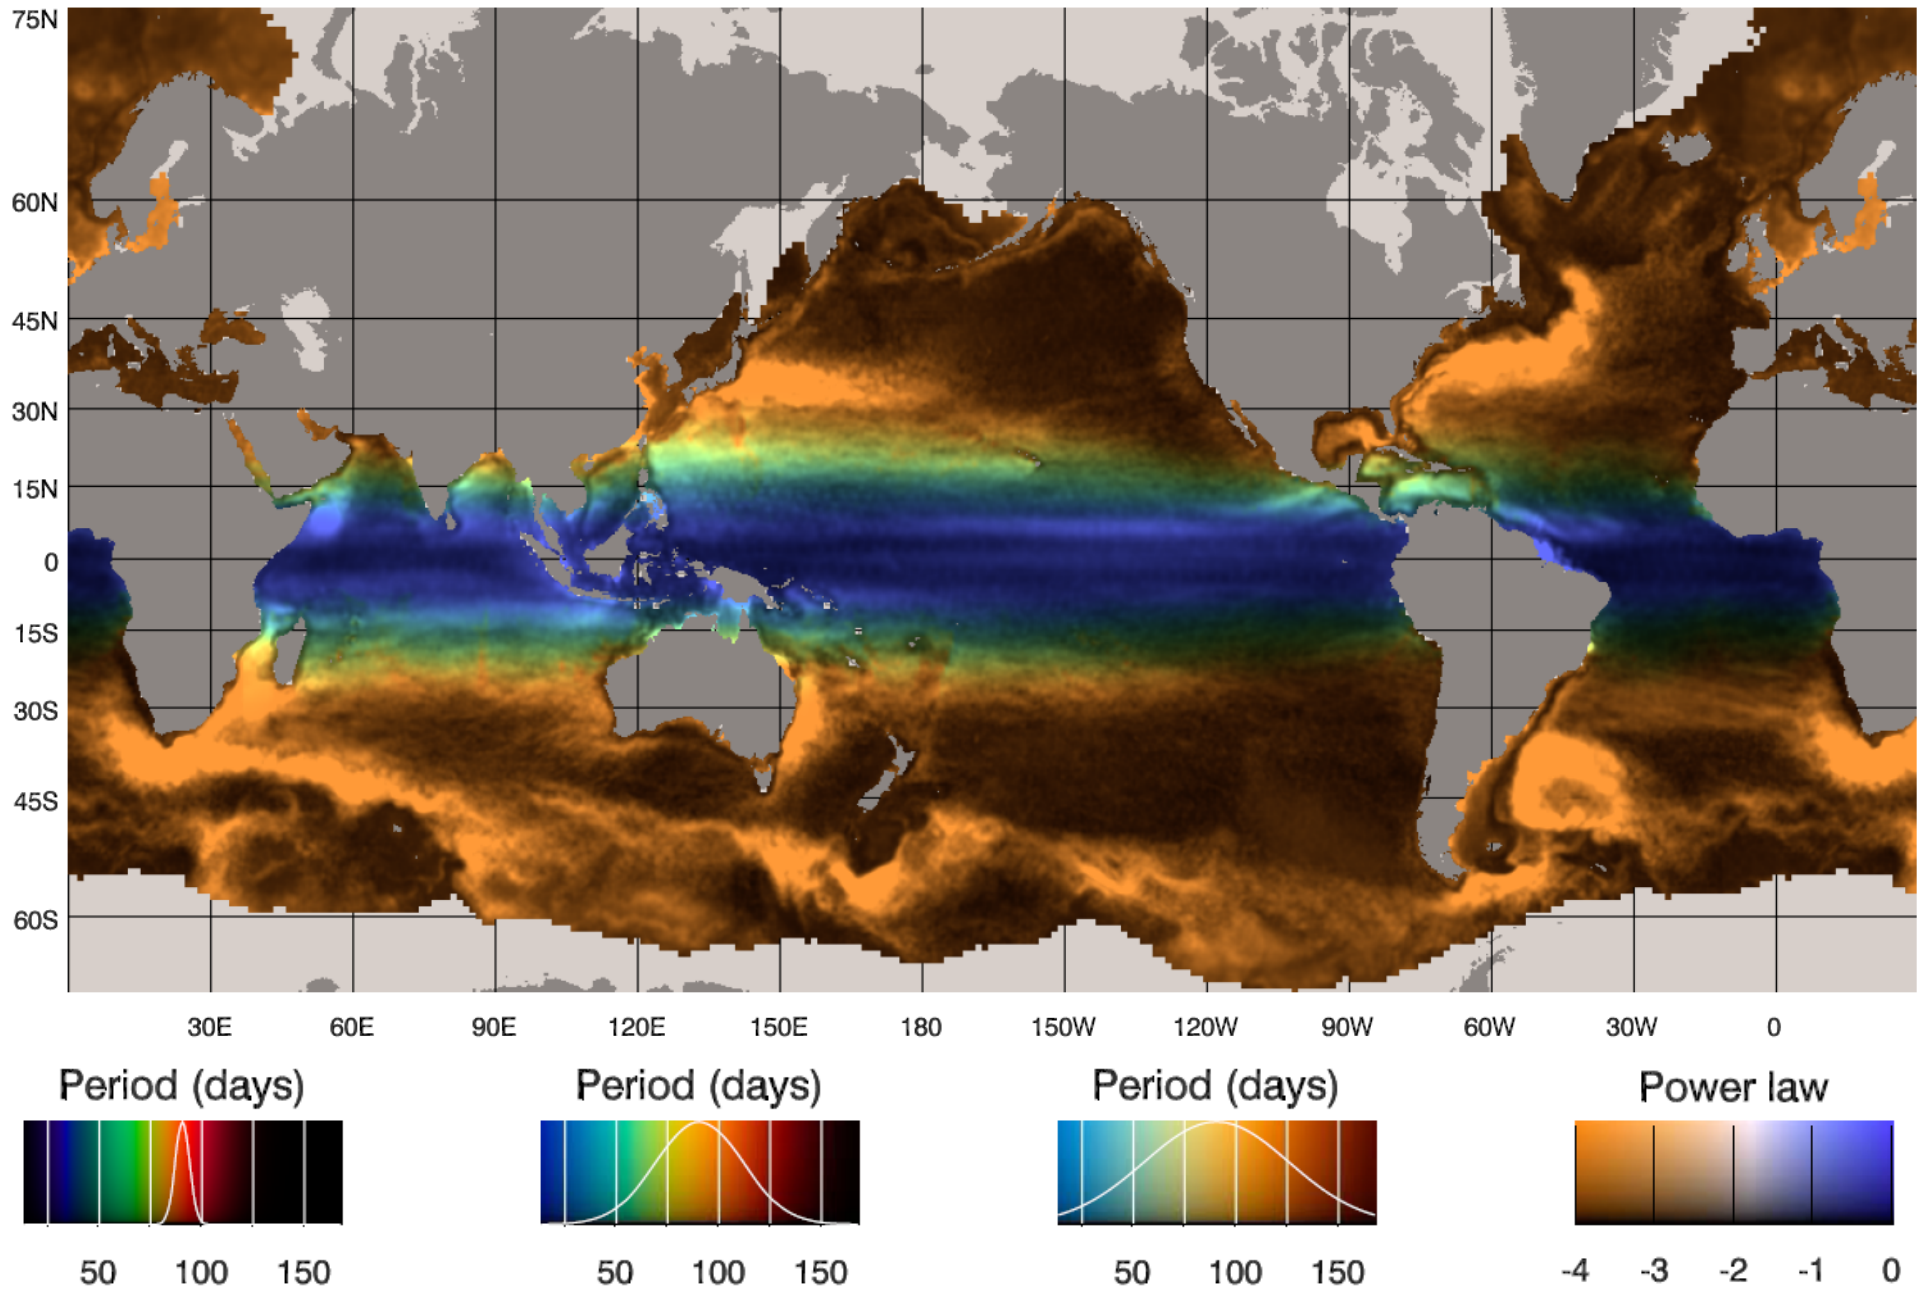 75N
60N
45N
30N
15N
0
15S
30S
45S
60S
30E 60E 90E 120E 150E 180 150W 120W 90W 60W 30W 0
Period (days) Period (days) Period (days) Power law
50 100 150 50 100 150 50 100 150 -4 -3 -2 -1 0